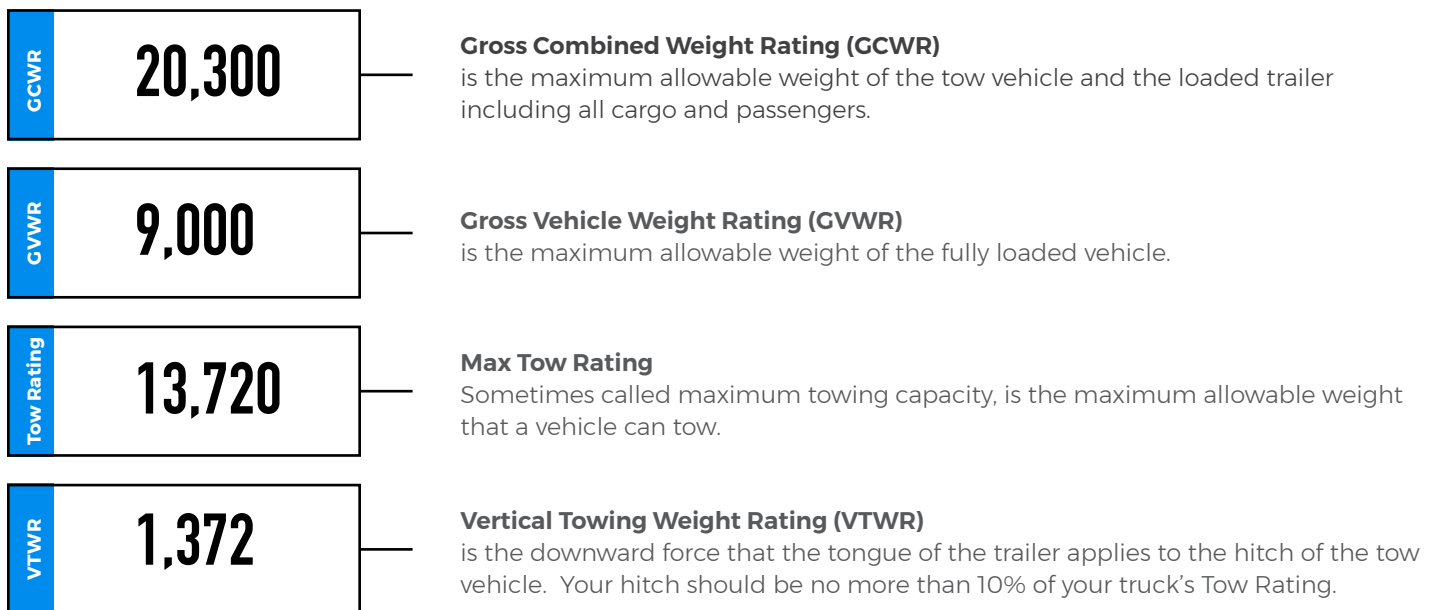 GCWR
20,300
Gross Combined Weight Rating (GCWR)
is the maximum allowable weight of the tow vehicle and the loaded trailer
including all cargo and passengers.
GVWR
9,000
Gross Vehicle Weight Rating (GVWR)
is the maximum allowable weight of the fully loaded vehicle.
Tow Rating
13,720
Max Tow Rating
Sometimes called maximum towing capacity, is the maximum allowable weight
that a vehicle can tow.
VTWR
1,372
Vertical Towing Weight Rating (VTWR)
is the downward force that the tongue of the trailer applies to the hitch of the tow
vehicle.  Your hitch should be no more than 10% of your truck's Tow Rating.